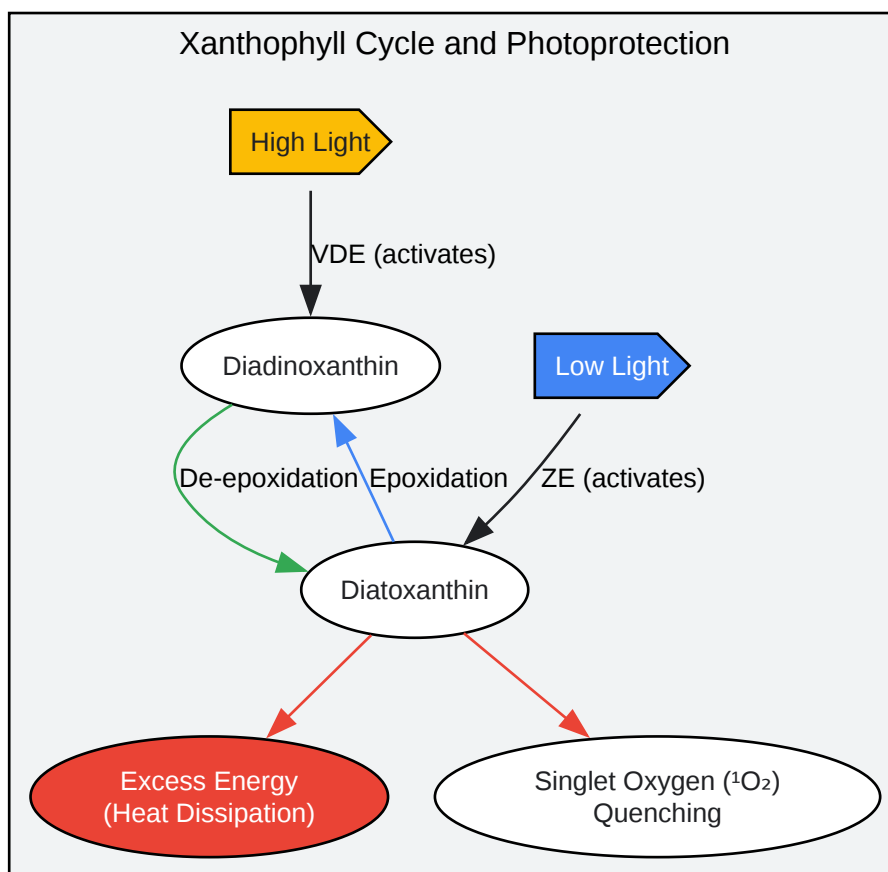 Xanthophyll Cycle and Photoprotection
High Light
VDE (activates)
Diadinoxanthin
Low Light
De-epoxidation
Epoxidation
ZE (activates)
Diatoxanthin
Excess Energy
(Heat Dissipation)
Singlet Oxygen (¹O₂)
Quenching